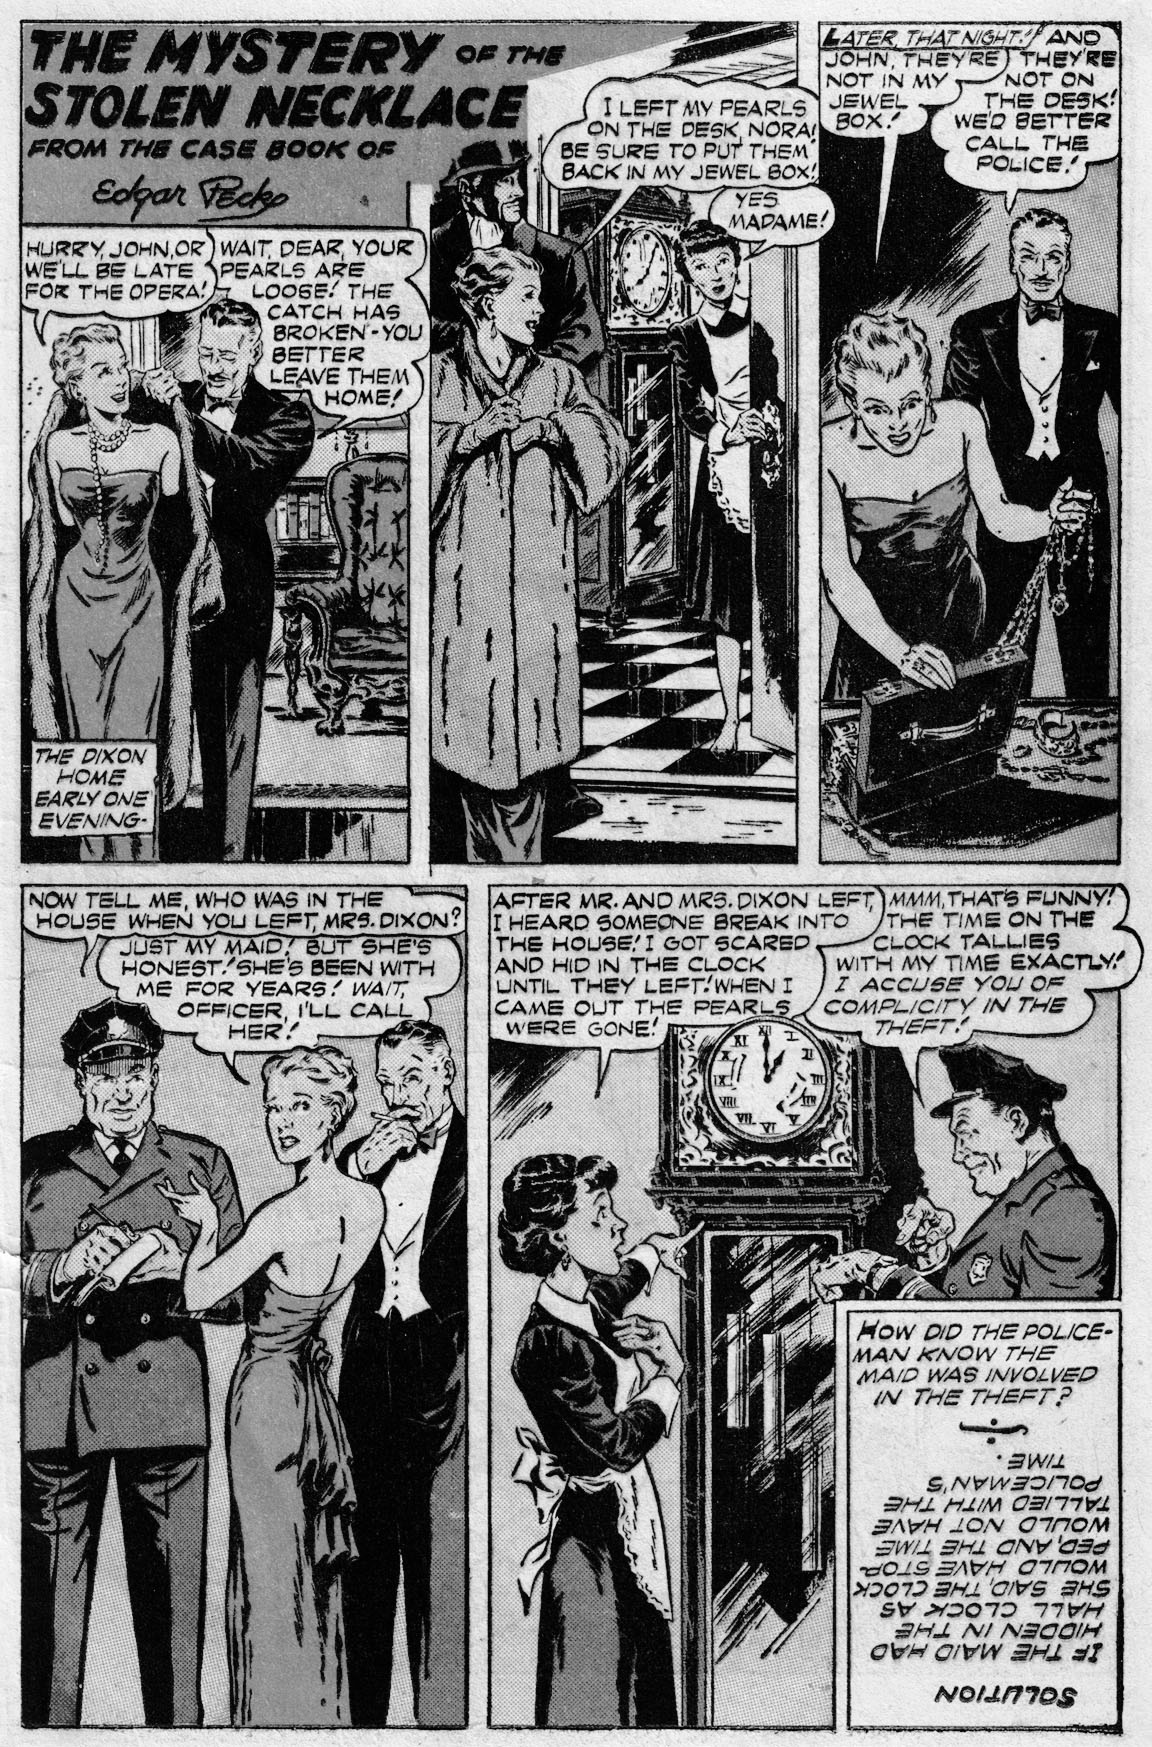 THE MYSTERY OF THE
STOLEN NECKLACE
FROM THE CASE BOOK OF
Edgar Pecko
HURRY, JOHN, OR
WE'LL BE LATE
FOR THE OPERA!
WAIT, DEAR, YOUR
PEARLS ARE
LOOSE! THE
CATCH HAS
BROKEN--YOU
BETTER
LEAVE THEM
HOME!
THE DIXON
HOME
EARLY ONE
EVENING-
I LEFT MY PEARLS
ON THE DESK, NORA!
BE SURE TO PUT THEM
BACK IN MY JEWEL BOX!
YES
MADAME!
LATER, THAT NIGHT!!
JOHN, THEY'RE
NOT IN MY
JEWEL
BOX!
AND
THEY'RE
NOT ON
THE DESK!
WE'D BETTER
CALL THE
POLICE!
NOW TELL ME, WHO WAS IN THE
HOUSE WHEN YOU LEFT, MRS. DIXON?
JUST MY MAID! BUT SHE'S
HONEST! SHE'S BEEN WITH
ME FOR YEARS! WAIT,
OFFICER, I'LL CALL
HER!
AFTER MR. AND MRS. DIXON LEFT,
I HEARD SOMEONE BREAK INTO
THE HOUSE! I GOT SCARED
AND HID IN THE CLOCK
UNTIL THEY LEFT! WHEN I
CAME OUT THE PEARLS
WERE GONE!
MMM, THAT'S FUNNY!
THE TIME ON THE
CLOCK TALLIES
WITH MY TIME EXACTLY!
I ACCUSE YOU OF
COMPLICITY IN THE
THEFT!
XI XII I
II
III
VIII VII VI
HOW DID THE POLICE-
MAN KNOW THE
MAID WAS INVOLVED
IN THE THEFT?
SOLUTION
IF THE MAID HAD
HIDDEN IN THE
HALL CLOCK AS
SHE SAID, THE CLOCK
WOULD HAVE STOP-
PED, AND THE TIME
WOULD NOT HAVE
TALLIED WITH THE
POLICEMAN'S
TIME.